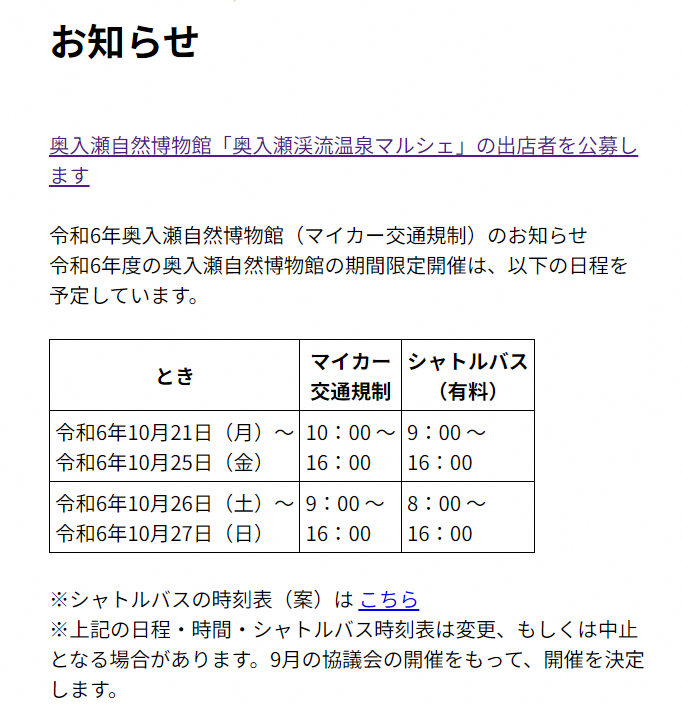 お知らせ
奥入瀬自然博物館「奥入瀬渓流温泉マルシェ」の出店者を公募し
ます
令和6年奥入瀬自然博物館（マイカー交通規制）のお知らせ
令和6年度の奥入瀬自然博物館の期間限定開催は、以下の日程を
予定しています。
とき
マイカー
交通規制
シャトルバス
（有料）
令和6年10月21日（月）～
令和6年10月25日（金）
10：00 ～
16：00
9：00 ～
16：00
令和6年10月26日（土）～
令和6年10月27日（日）
9：00 ～
16：00
8：00 ～
16：00
※シャトルバスの時刻表（案）は こちら
※上記の日程・時間・シャトルバス時刻表は変更、もしくは中止
となる場合があります。9月の協議会の開催をもって、開催を決定
します。